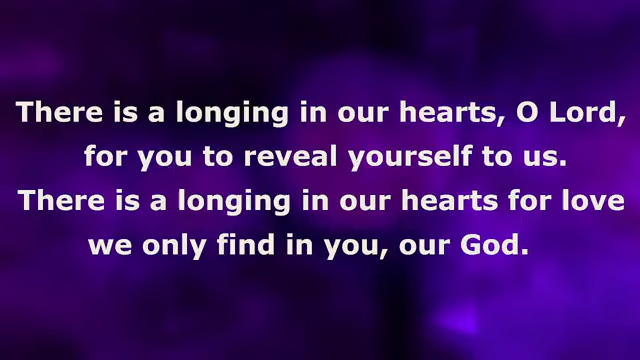 There is a longing in our hearts, O Lord,
for you to reveal yourself to us.
There is a longing in our hearts for love
we only find in you, our God.